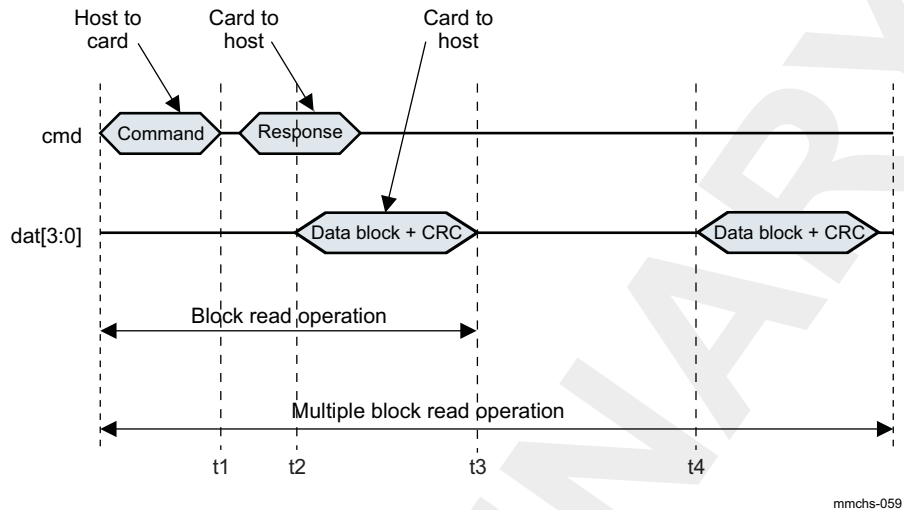 Host to
card
Card to
host
Card to
host
cmd
Command
Response
dat[3:0]
Data block + CRC
Data block + CRC
Block read operation
Multiple block read operation
t1
t2
t3
t4
mmchs-059